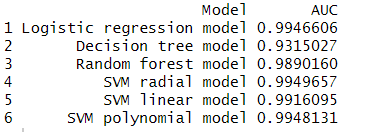 Model AUC
1 Logistic regression model 0.9946606
2 Decision tree model 0.9315027
3 Random forest model 0.9890160
4 SVM radial model 0.9949657
5 SVM linear model 0.9916095
6 SVM polynomial model 0.9948131